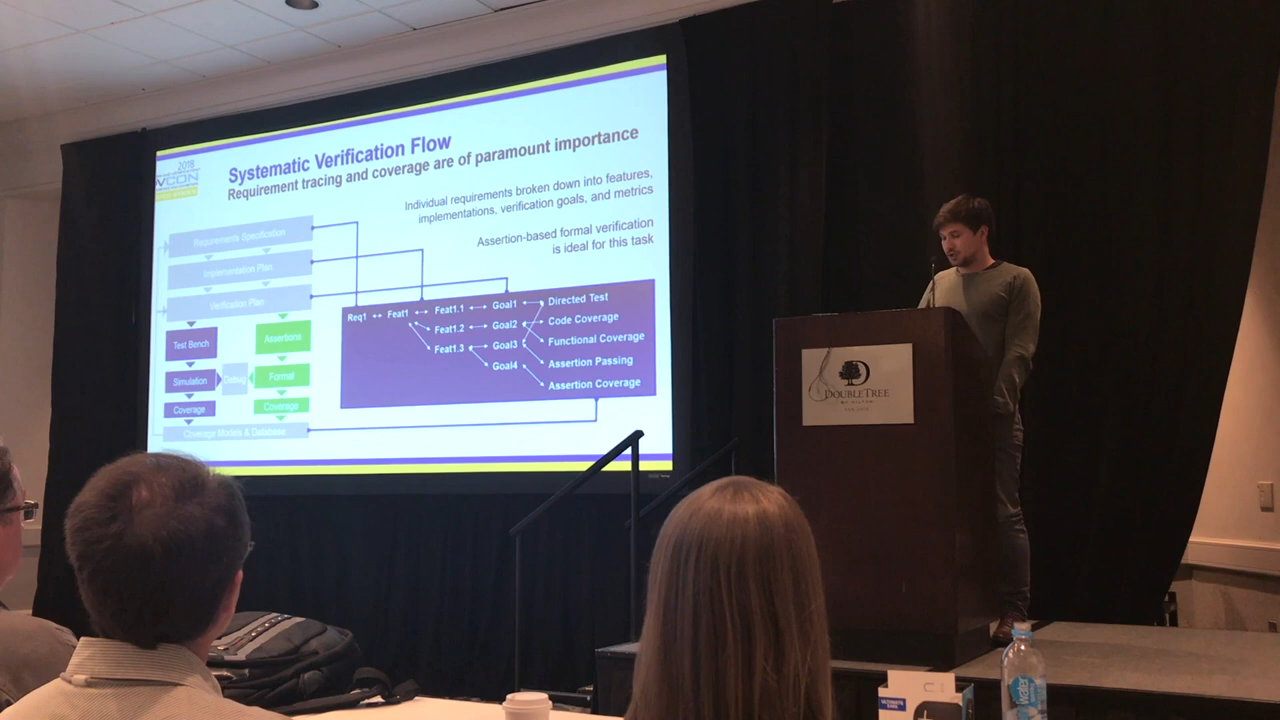 2018
Systematic Verification Flow
Requirement tracing and coverage are of paramount importance
Individual requirements broken down into features,
implementations, verification goals, and metrics
Assertion-based formal verification
is ideal for this task
Requirements Specification
Implementation Plan
Verification Plan
Test Bench
Assertions
Simulation
Debug
Formal
Coverage
Coverage
Coverage Models & Database
Req1
Feat1
Feat1.1
Goal1
Directed Test
Feat1.2
Goal2
Code Coverage
Feat1.3
Goal3
Functional Coverage
Goal4
Assertion Passing
Assertion Coverage
DOUBLETREE
BY HILTON
water